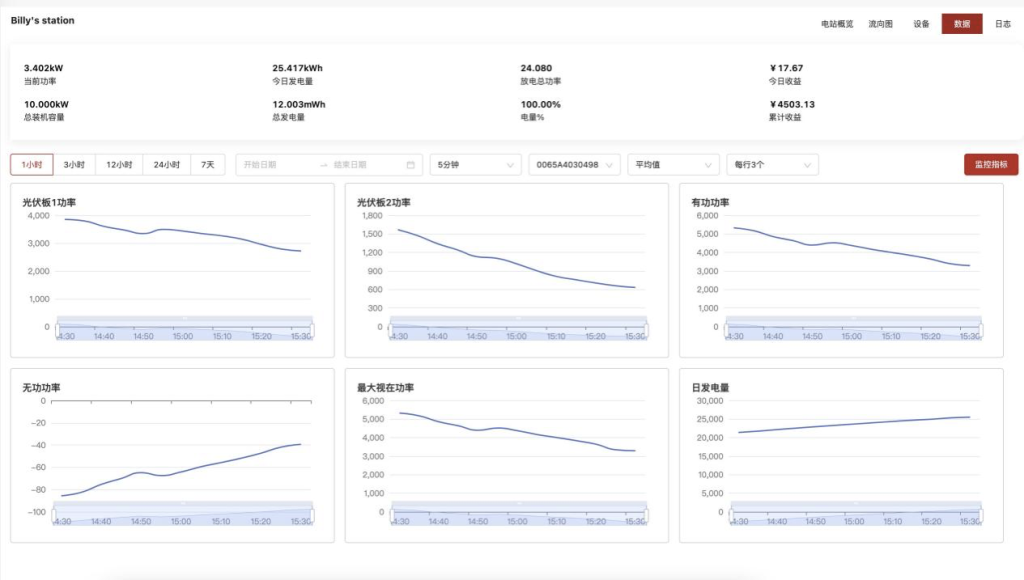 Billy's station
电站概览 流向图 设备 数据 日志
3.402kW 25.417kWh 24.080 ¥ 17.67
当前功率 今日发电量 放电总功率 今日收益
10.000kW 12.003mWh 100.00% ¥ 4503.13
总装机容量 总发电量 电量% 累计收益
1小时 3小时 12小时 24小时 7天 开始日期 → 结束日期 5分钟 0065A4030498 平均值 每行3个 监控指标
光伏板1功率
4,000
3,000
2,000
1,000
0
14:30 14:40 14:50 15:00 15:10 15:20 15:30
光伏板2功率
1,800
1,500
1,200
900
600
300
0
14:30 14:40 14:50 15:00 15:10 15:20 15:30
有功功率
6,000
5,000
4,000
3,000
2,000
1,000
0
14:30 14:40 14:50 15:00 15:10 15:20 15:30
无功功率
0
−20
−40
−60
−80
−100
14:30 14:40 14:50 15:00 15:10 15:20 15:30
最大视在功率
6,000
5,000
4,000
3,000
2,000
1,000
0
14:30 14:40 14:50 15:00 15:10 15:20 15:30
日发电量
30,000
25,000
20,000
15,000
10,000
5,000
0
14:30 14:40 14:50 15:00 15:10 15:20 15:30